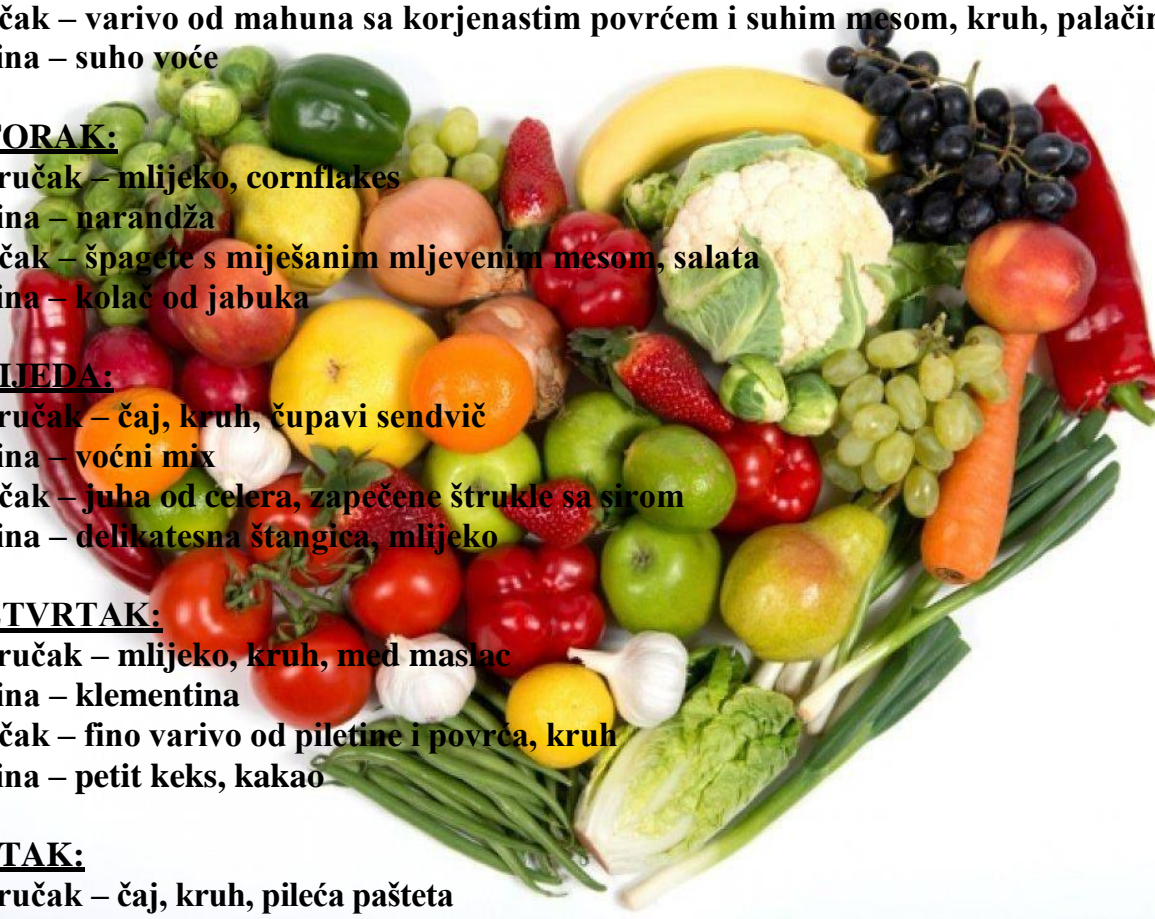 čak – varivo od mahuna sa korjenastim povrćem i suhim mesom, kruh, palačin
ina – suho voće
TORAK:
ručak – mlijeko, cornflakes
ina – narandža
čak – špagete s miješanim mljevenim mesom, salata
ina – kolač od jabuka
IJEDA:
ručak – čaj, kruh, čupavi sendvič
ina – voćni mix
čak – juha od celera, zapečene štrukle sa sirom
ina – delikatesna štangica, mlijeko
TVRTAK:
ručak – mlijeko, kruh, med maslac
ina – klementina
čak – fino varivo od piletine i povrća, kruh
ina – petit keks, kakao
TAK:
ručak – čaj, kruh, pileća pašteta